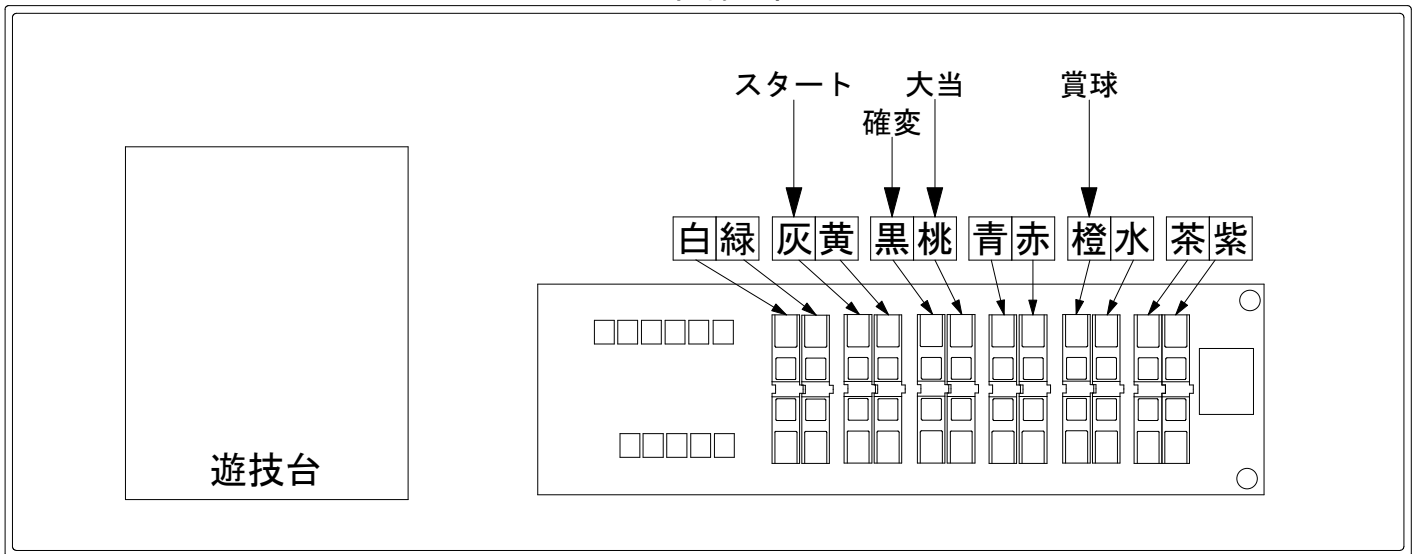 スタート 大当 賞球
確変
白緑 灰黄 黒桃 青赤 橙水 茶紫
遊技台